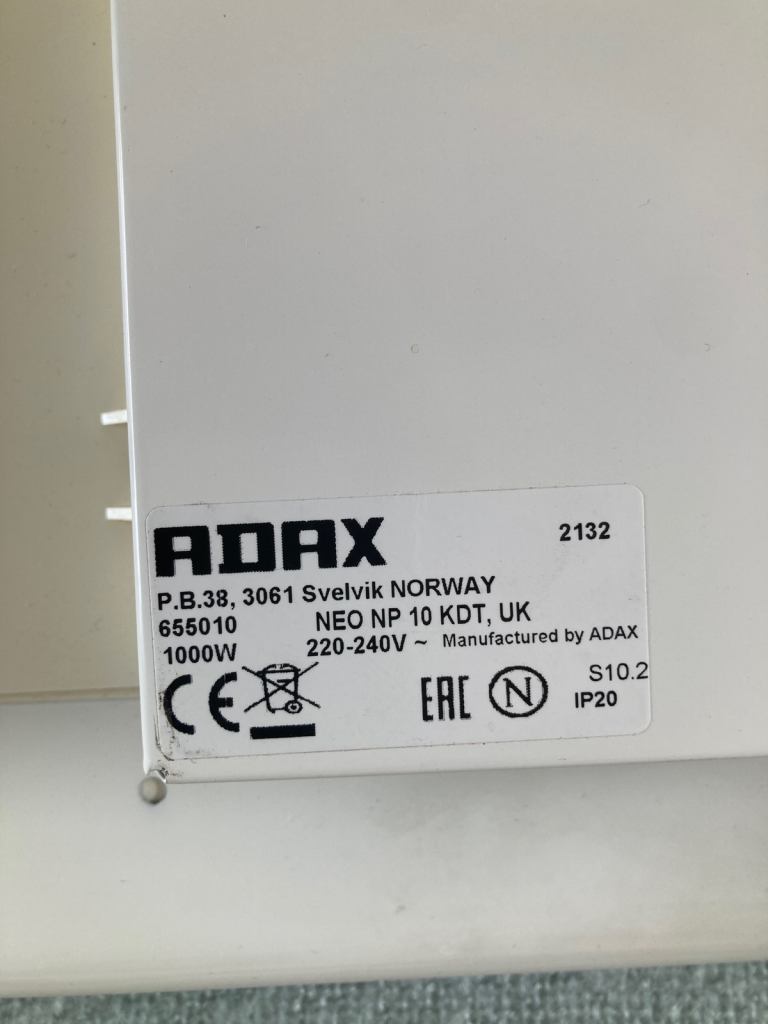 ADAX 2132
P.B.38, 3061 Svelvik NORWAY
655010 NEO NP 10 KDT, UK
1000W 220-240V ~ Manufactured by ADAX
CE EAC N S10.2
IP20